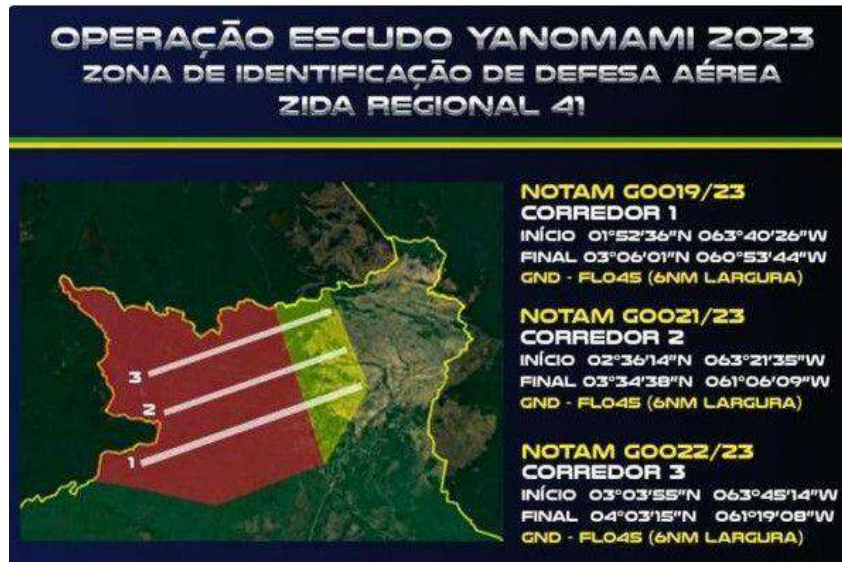 OPERAÇÃO ESCUDO YANOMAMI 2023
ZONA DE IDENTIFICAÇÃO DE DEFESA AÉREA
ZIDA REGIONAL 41
NOTAM G0019/23
CORREDOR 1
INÍCIO 01°52'36"N 063°40'26"W
FINAL 03°06'01"N 060°53'44"W
GND - FL045 (6NM LARGURA)
NOTAM G0021/23
CORREDOR 2
INÍCIO 02°36'14"N 063°21'35"W
FINAL 03°34'38"N 061°06'09"W
GND - FL045 (6NM LARGURA)
NOTAM G0022/23
CORREDOR 3
INÍCIO 03°03'55"N 063°45'14"W
FINAL 04°03'15"N 061°19'08"W
GND - FL045 (6NM LARGURA)
3
2
1